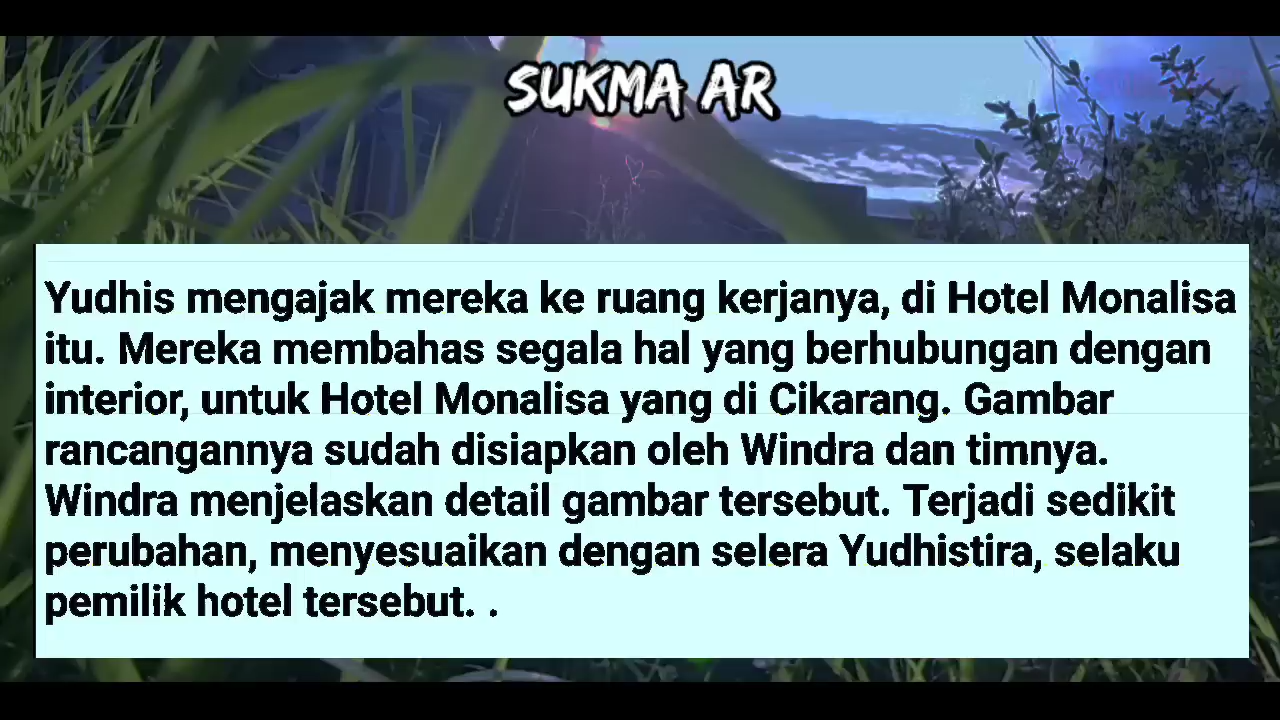 SUKMA AR
Yudhis mengajak mereka ke ruang kerjanya, di Hotel Monalisa
itu. Mereka membahas segala hal yang berhubungan dengan
interior, untuk Hotel Monalisa yang di Cikarang. Gambar
rancangannya sudah disiapkan oleh Windra dan timnya.
Windra menjelaskan detail gambar tersebut. Terjadi sedikit
perubahan, menyesuaikan dengan selera Yudhistira, selaku
pemilik hotel tersebut. .